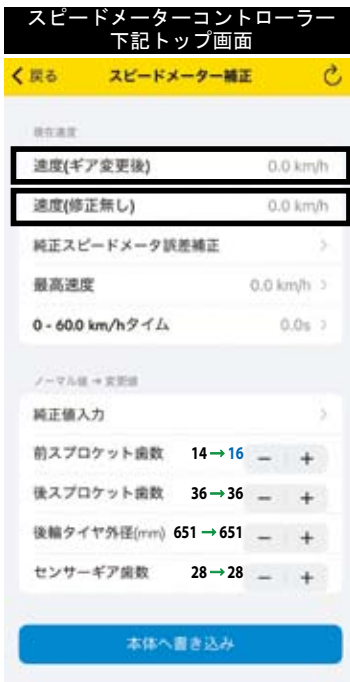 スピードメーターコントローラー
下記トップ画面
戻る スピードメーター補正
現在速度
速度(ギア変更後) 0.0 km/h
速度(修正無し) 0.0 km/h
純正スピードメータ誤差補正
最高速度 0.0 km/h
0 - 60.0 km/hタイム 0.0s
ノーマル値 → 変更値
純正値入力
前スプロケット歯数 14→16 − +
後スプロケット歯数 36→36 − +
後輪タイヤ外径(mm) 651→651 − +
センサーギア歯数 28→28 − +
本体へ書き込み